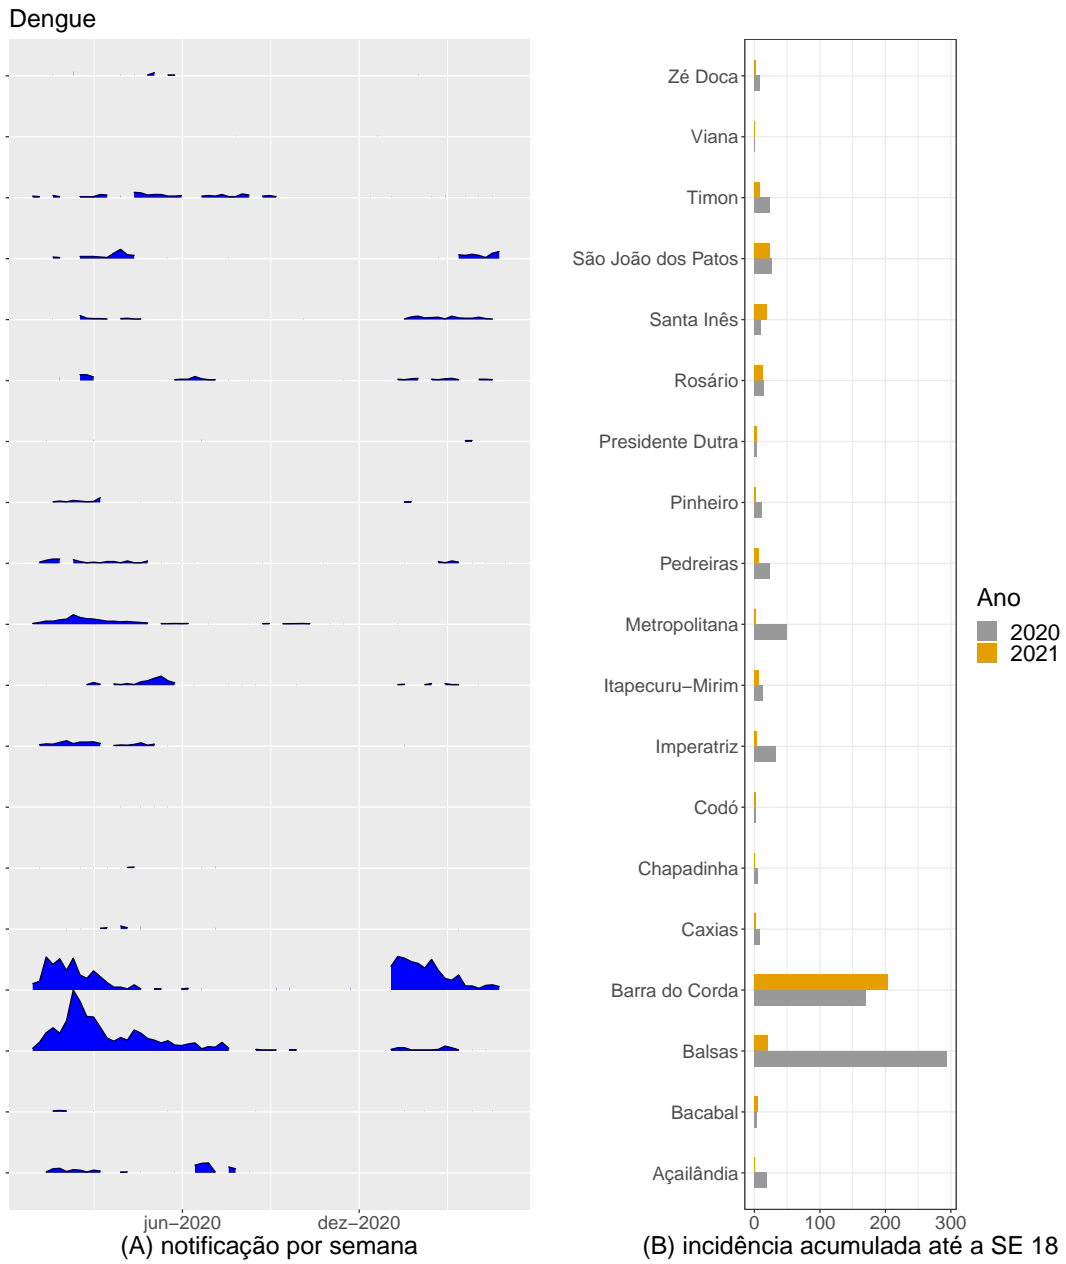 Dengue
Zé Doca
Viana
Timon
São João dos Patos
Santa Inês
Rosário
Presidente Dutra
Pinheiro
Pedreiras
Metropolitana
Itapecuru−Mirim
Imperatriz
Codó
Chapadinha
Caxias
Barra do Corda
Balsas
Bacabal
Açailândia
jun−2020 dez−2020
(A) notificação por semana
0 100 200 300
(B) incidência acumulada até a SE 18
Ano
2020
2021